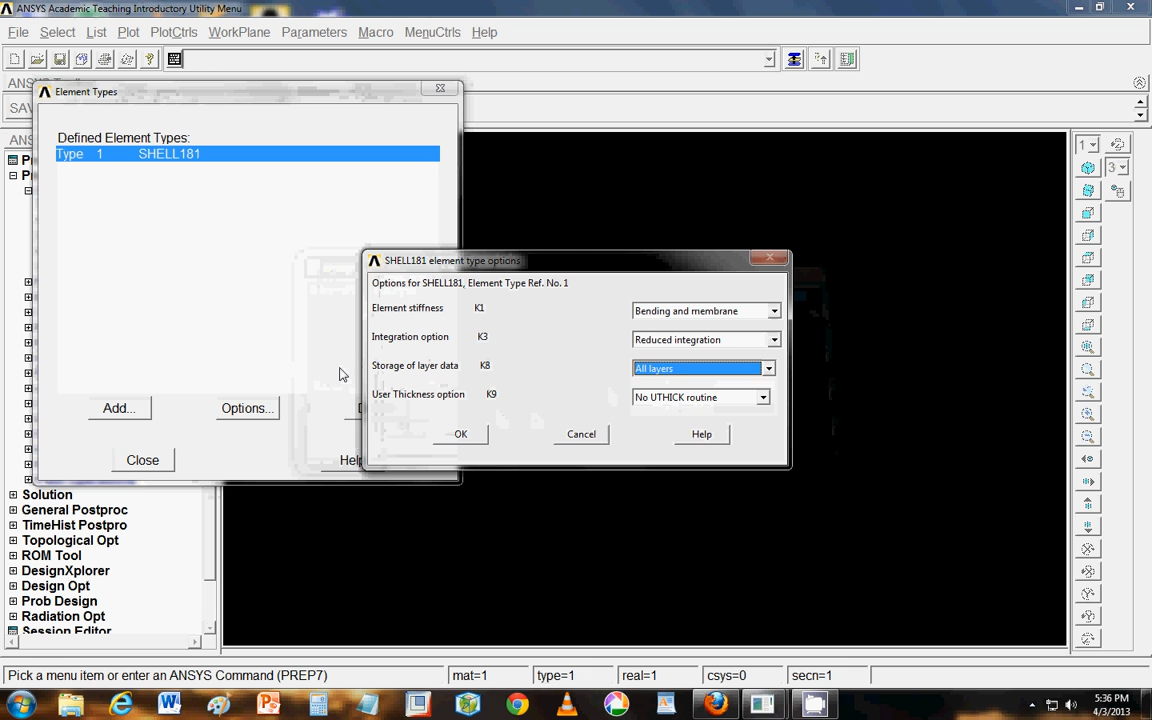 ANSYS Academic Teaching Introductory Utility Menu
File Select List Plot PlotCtrls WorkPlane Parameters Macro MenuCtrls Help
Element Types
Defined Element Types:
Type 1 SHELL181
Add... Options...
Close Help
SHELL181 element type options
Options for SHELL181, Element Type Ref. No. 1
Element stiffness K1 Bending and membrane
Integration option K3 Reduced integration
Storage of layer data K8 All layers
User Thickness option K9 No UTHICK routine
OK Cancel Help
1
3
Solution
General Postproc
TimeHist Postpro
Topological Opt
ROM Tool
DesignXplorer
Design Opt
Prob Design
Radiation Opt
Session Editor
Pick a menu item or enter an ANSYS Command (PREP7) mat=1 type=1 real=1 csys=0 secn=1
5:36 PM
4/3/2013